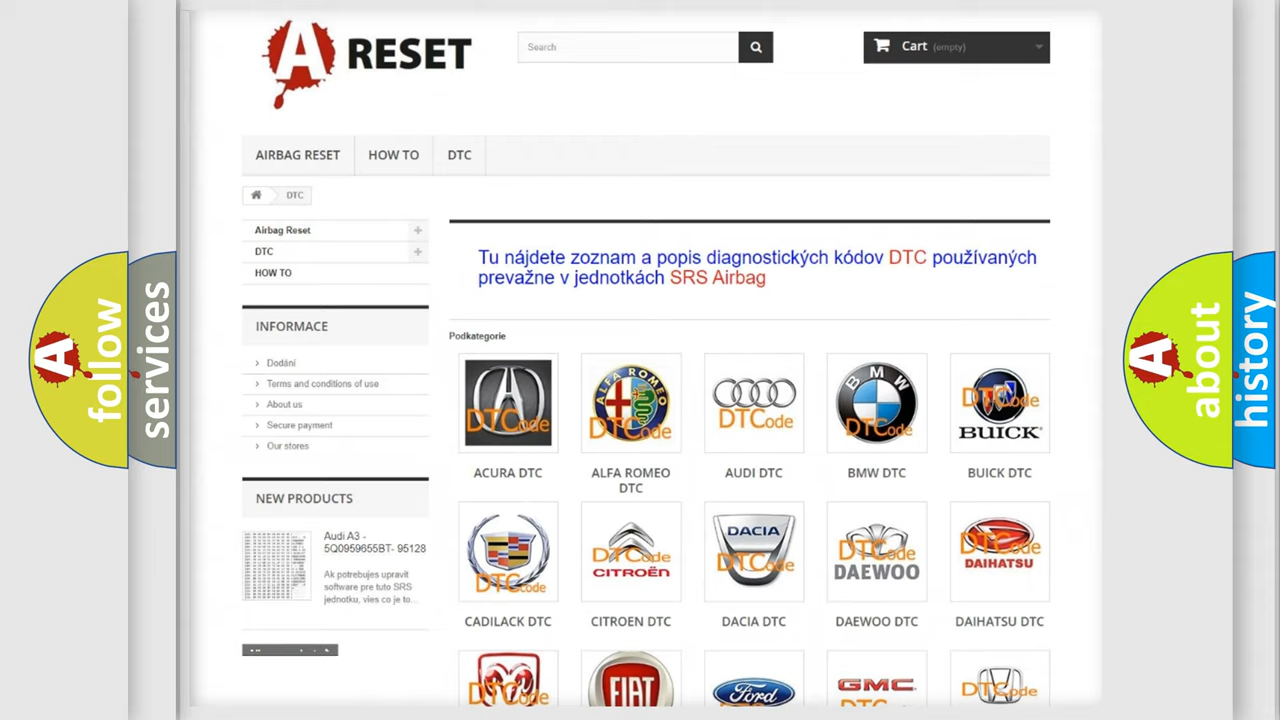 A RESET
Search
Cart (empty)
AIRBAG RESET
HOW TO
DTC
DTC
Airbag Reset
DTC
HOW TO
Tu nájdete zoznam a popis diagnostických kódov DTC používaných
prevažne v jednotkách SRS Airbag
INFORMACE
Dodání
Terms and conditions of use
About us
Secure payment
Our stores
NEW PRODUCTS
Audi A3 -
5Q0959655BT- 95128
Ak potrebujes upravit
software pre tuto SRS
jednotku, vies co je to...
Podkategorie
DTCode
ALFA ROMEO
DTCode
DTCode
BMW
DTCode
DTCode
BUICK
ACURA DTC
ALFA ROMEO
DTC
AUDI DTC
BMW DTC
BUICK DTC
DTCode
DTCode
CITROËN
DACIA
DTCode
DTCode
DAEWOO
DTCode
DAIHATSU
CADILACK DTC
CITROEN DTC
DACIA DTC
DAEWOO DTC
DAIHATSU DTC
DTCode
FIAT
Ford
GMC
DTCode
A follow
services
A about
history